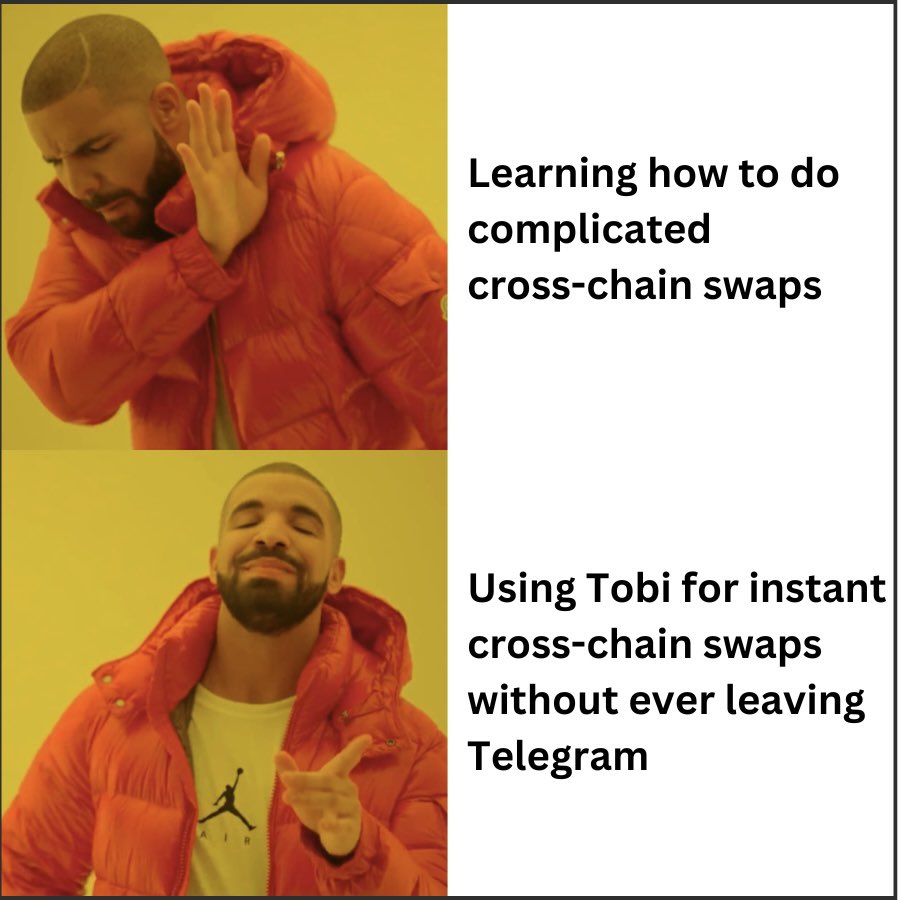 Learning how to do
complicated
cross-chain swaps
Using Tobi for instant
cross-chain swaps
without ever leaving
Telegram
AIR